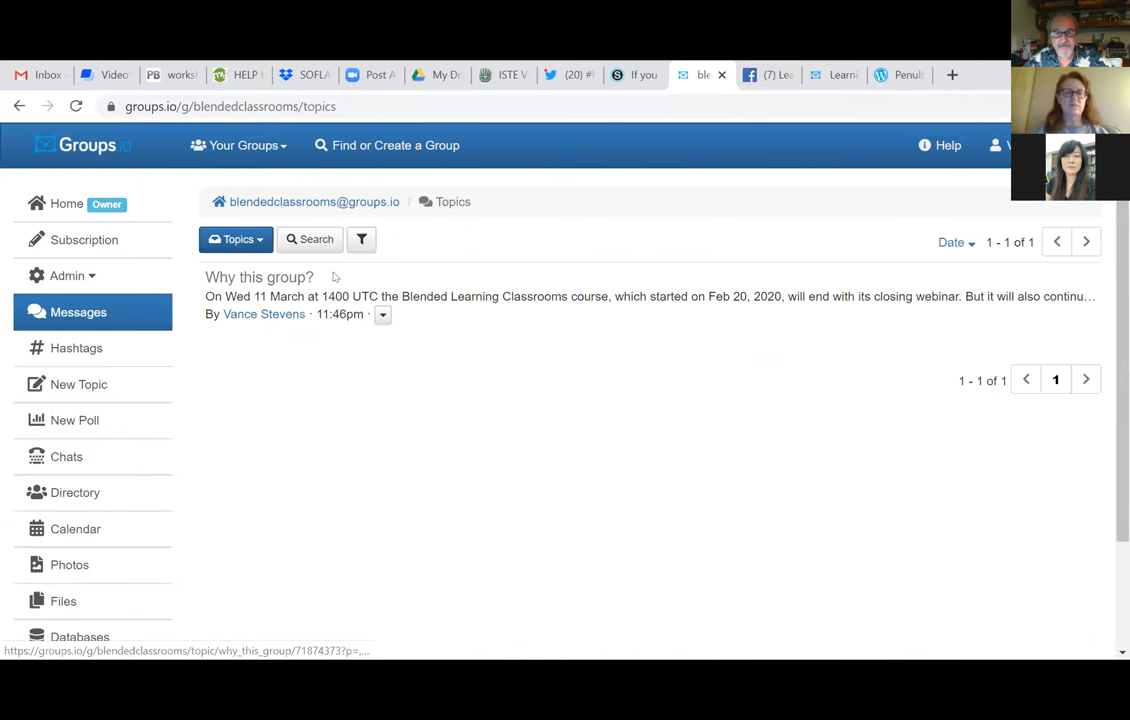 Inbox
Video'
PB works
HELP
SOFLA
Post A
My Dr
ISTE V
(20) #
If you
ble
(7) Lea
Learni
Penult
groups.io/g/blendedclassrooms/topics
Groups.io
Your Groups
Find or Create a Group
Help
Home Owner
Subscription
Admin
Messages
Hashtags
New Topic
New Poll
Chats
Directory
Calendar
Photos
Files
Databases
blendedclassrooms@groups.io / Topics
Topics
Search
Date
1 - 1 of 1
Why this group?
On Wed 11 March at 1400 UTC the Blended Learning Classrooms course, which started on Feb 20, 2020, will end with its closing webinar. But it will also continu...
By Vance Stevens · 11:46pm ·
1 - 1 of 1
1
https://groups.io/g/blendedclassrooms/topic/why_this_group/71874373?p=,...